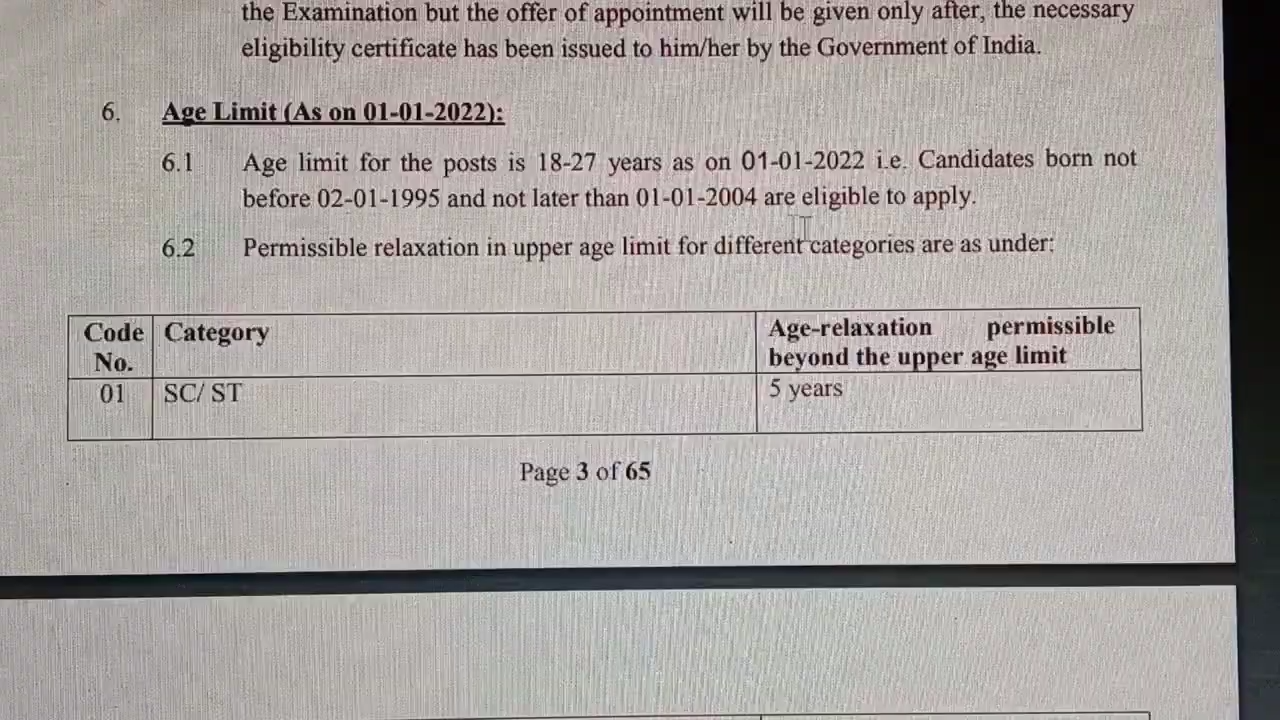 the Examination but the offer of appointment will be given only after, the necessary
eligibility certificate has been issued to him/her by the Government of India.
6. Age Limit (As on 01-01-2022):
6.1 Age limit for the posts is 18-27 years as on 01-01-2022 i.e. Candidates born not
before 02-01-1995 and not later than 01-01-2004 are eligible to apply.
6.2 Permissible relaxation in upper age limit for different categories are as under:
Code No. Category Age-relaxation permissible
beyond the upper age limit
01 SC/ ST 5 years
Page 3 of 65